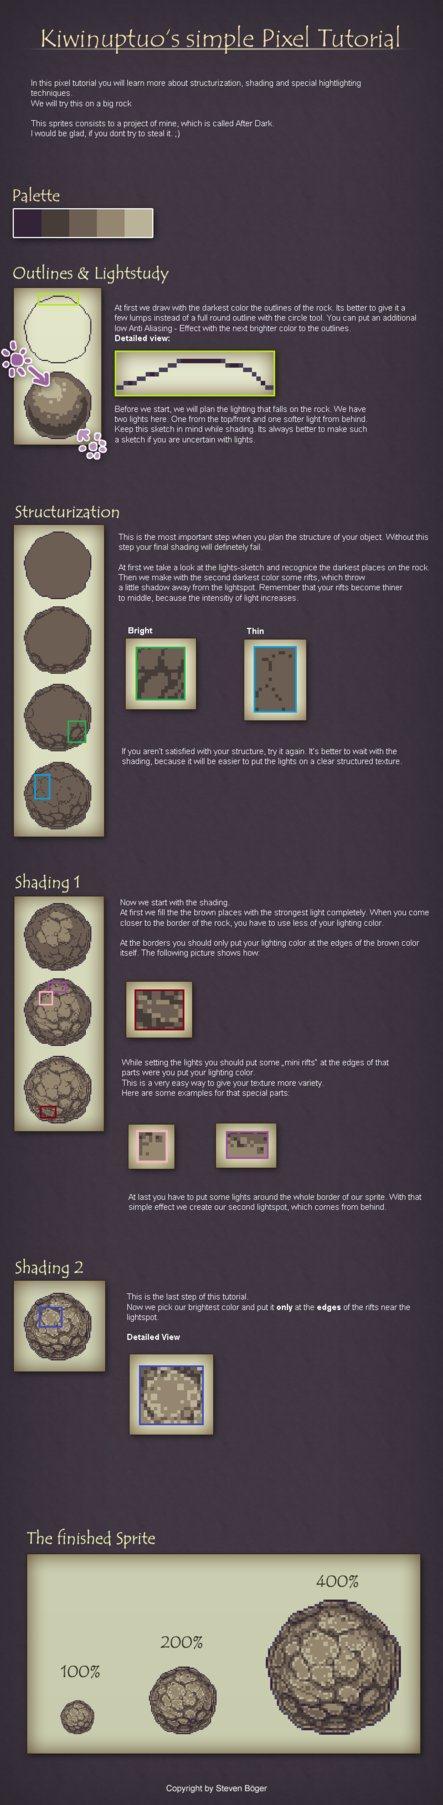 Kiwinuptuo's simple Pixel Tutorial
In this pixel tutorial you will learn more about structurization, shading and special hightlighting
techniques.
We will try this on a big rock
This sprites consists to a project of mine, which is called After Dark.
I would be glad, if you dont try to steal it. ;)
Palette
Outlines & Lightstudy
At first we draw with the darkest color the outlines of the rock. Its better to give it a
few lumps instead of a full round outline with the circle tool. You can put an additional
low Anti Aliasing - Effect with the next brighter color to the outlines.
Detailed view:
Before we start, we will plan the lighting that falls on the rock. We have
two lights here. One from the top/front and one softer light from behind.
Keep this sketch in mind while shading. Its always better to make such
a sketch if you are uncertain with lights.
Structurization
This is the most important step when you plan the structure of your object. Without this
step your final shading will definetely fail.
At first we take a look at the lights-sketch and recognice the darkest places on the rock.
Then we make with the second darkest color some rifts, which throw
a little shadow away from the lightspot. Remember that your rifts become thiner
to middle, because the intensitiy of light increases.
Bright
Thin
If you aren't satisfied with your structure, try it again. It's better to wait with the
shading, because it will be easier to put the lights on a clear structured texture.
Shading 1
Now we start with the shading.
At first we fill the the brown places with the strongest light completely. When you come
closer to the border of the rock, you have to use less of your lighting color.
At the borders you should only put your lighting color at the edges of the brown color
itself. The following picture shows how:
While setting the lights you should put some „mini rifts" at the edges of that
parts were you put your lighting color.
This is a very easy way to give your texture more variety.
Here are some examples for that special parts:
At last you have to put some lights around the whole border of our sprite. With that
simple effect we create our second lightspot, which comes from behind.
Shading 2
This is the last step of this tutorial.
Now we pick our brightest color and put it only at the edges of the rifts near the
lightspot.
Detailed View
The finished Sprite
400%
200%
100%
Copyright by Steven Böger